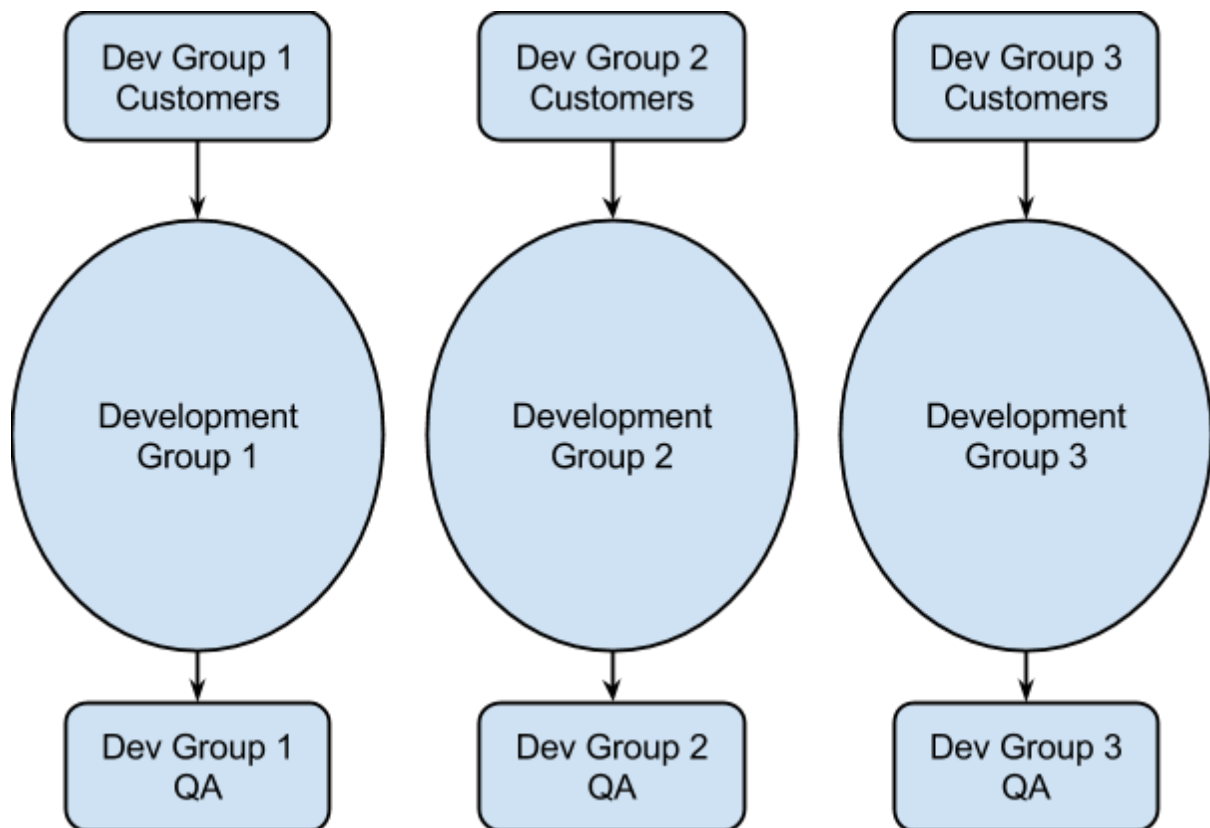 Dev Group 1
Customers
Dev Group 2
Customers
Dev Group 3
Customers
Development
Group 1
Development
Group 2
Development
Group 3
Dev Group 1
QA
Dev Group 2
QA
Dev Group 3
QA